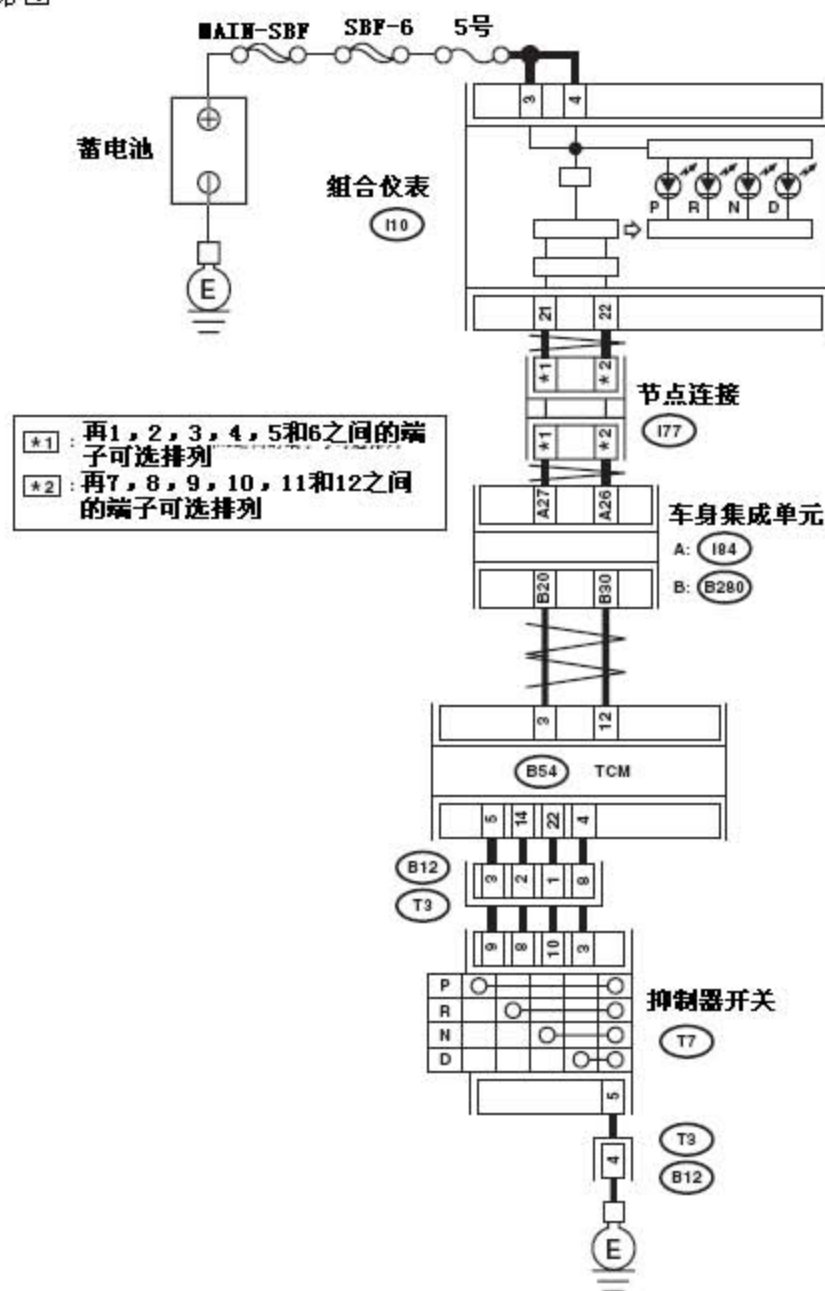 MAIN-SBF SBF-6 5号
3 4
蓄电池
组合仪表
I10
P R N D
E
21 22
*1 *2
节点连接
I77
*1 *2
*1 : 再1，2，3，4，5和6之间的端
子可选排列
*2 : 再7，8，9，10，11和12之间
的端子可选排列
A27 A26
车身集成单元
A: I84
B: B280
B20 B30
3 12
B54 TCM
5 14 22 4
B12
3 2 1 8
T3
9 8 10 3
P
R
N
D
抑制器开关
T7
5
T3
4
B12
E